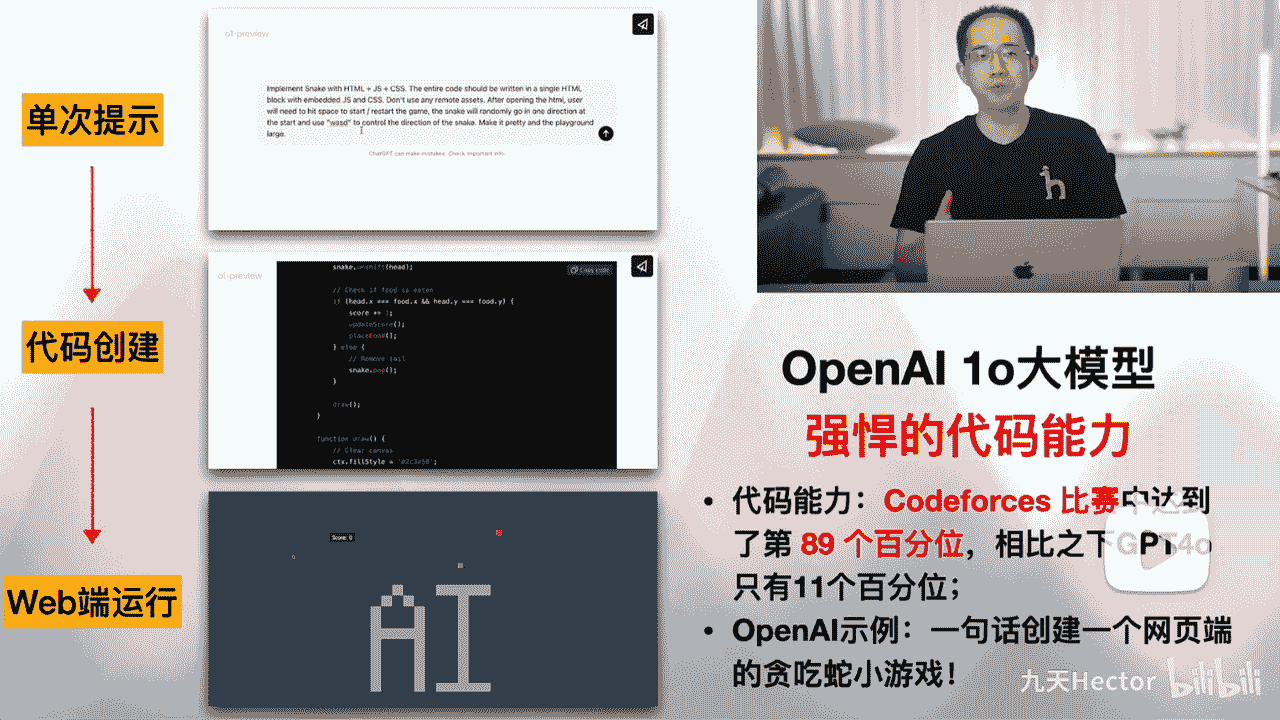 单次提示
代码创建
Web端运行
o1-preview
Implement Snake with HTML + JS + CSS. The entire code should be written in a single HTML
block with embedded JS and CSS. Don't use any remote assets. After opening the html, user
will need to hit space to start / restart the game, the snake will randomly go in one direction at
the start and use "wasd" to control the direction of the snake. Make it pretty and the playground
large.
ChatGPT can make mistakes. Check important info.
o1-preview
Copy code
snake.unshift(head);
// Check if food is eaten
if (head.x === food.x && head.y === food.y) {
score += 1;
updateScore();
placeFood();
} else {
// Remove tail
snake.pop();
}
draw();
}
function draw() {
// Clear canvas
ctx.fillStyle = '#2c3e50';
Score: 0
AI
OpenAI 1o大模型
强悍的代码能力
• 代码能力：Codeforces 比赛中达到
了第 89 个百分位，相比之下GPT4o
只有11个百分位；
• OpenAI示例：一句话创建一个网页端
的贪吃蛇小游戏！
九天Hector bilibili